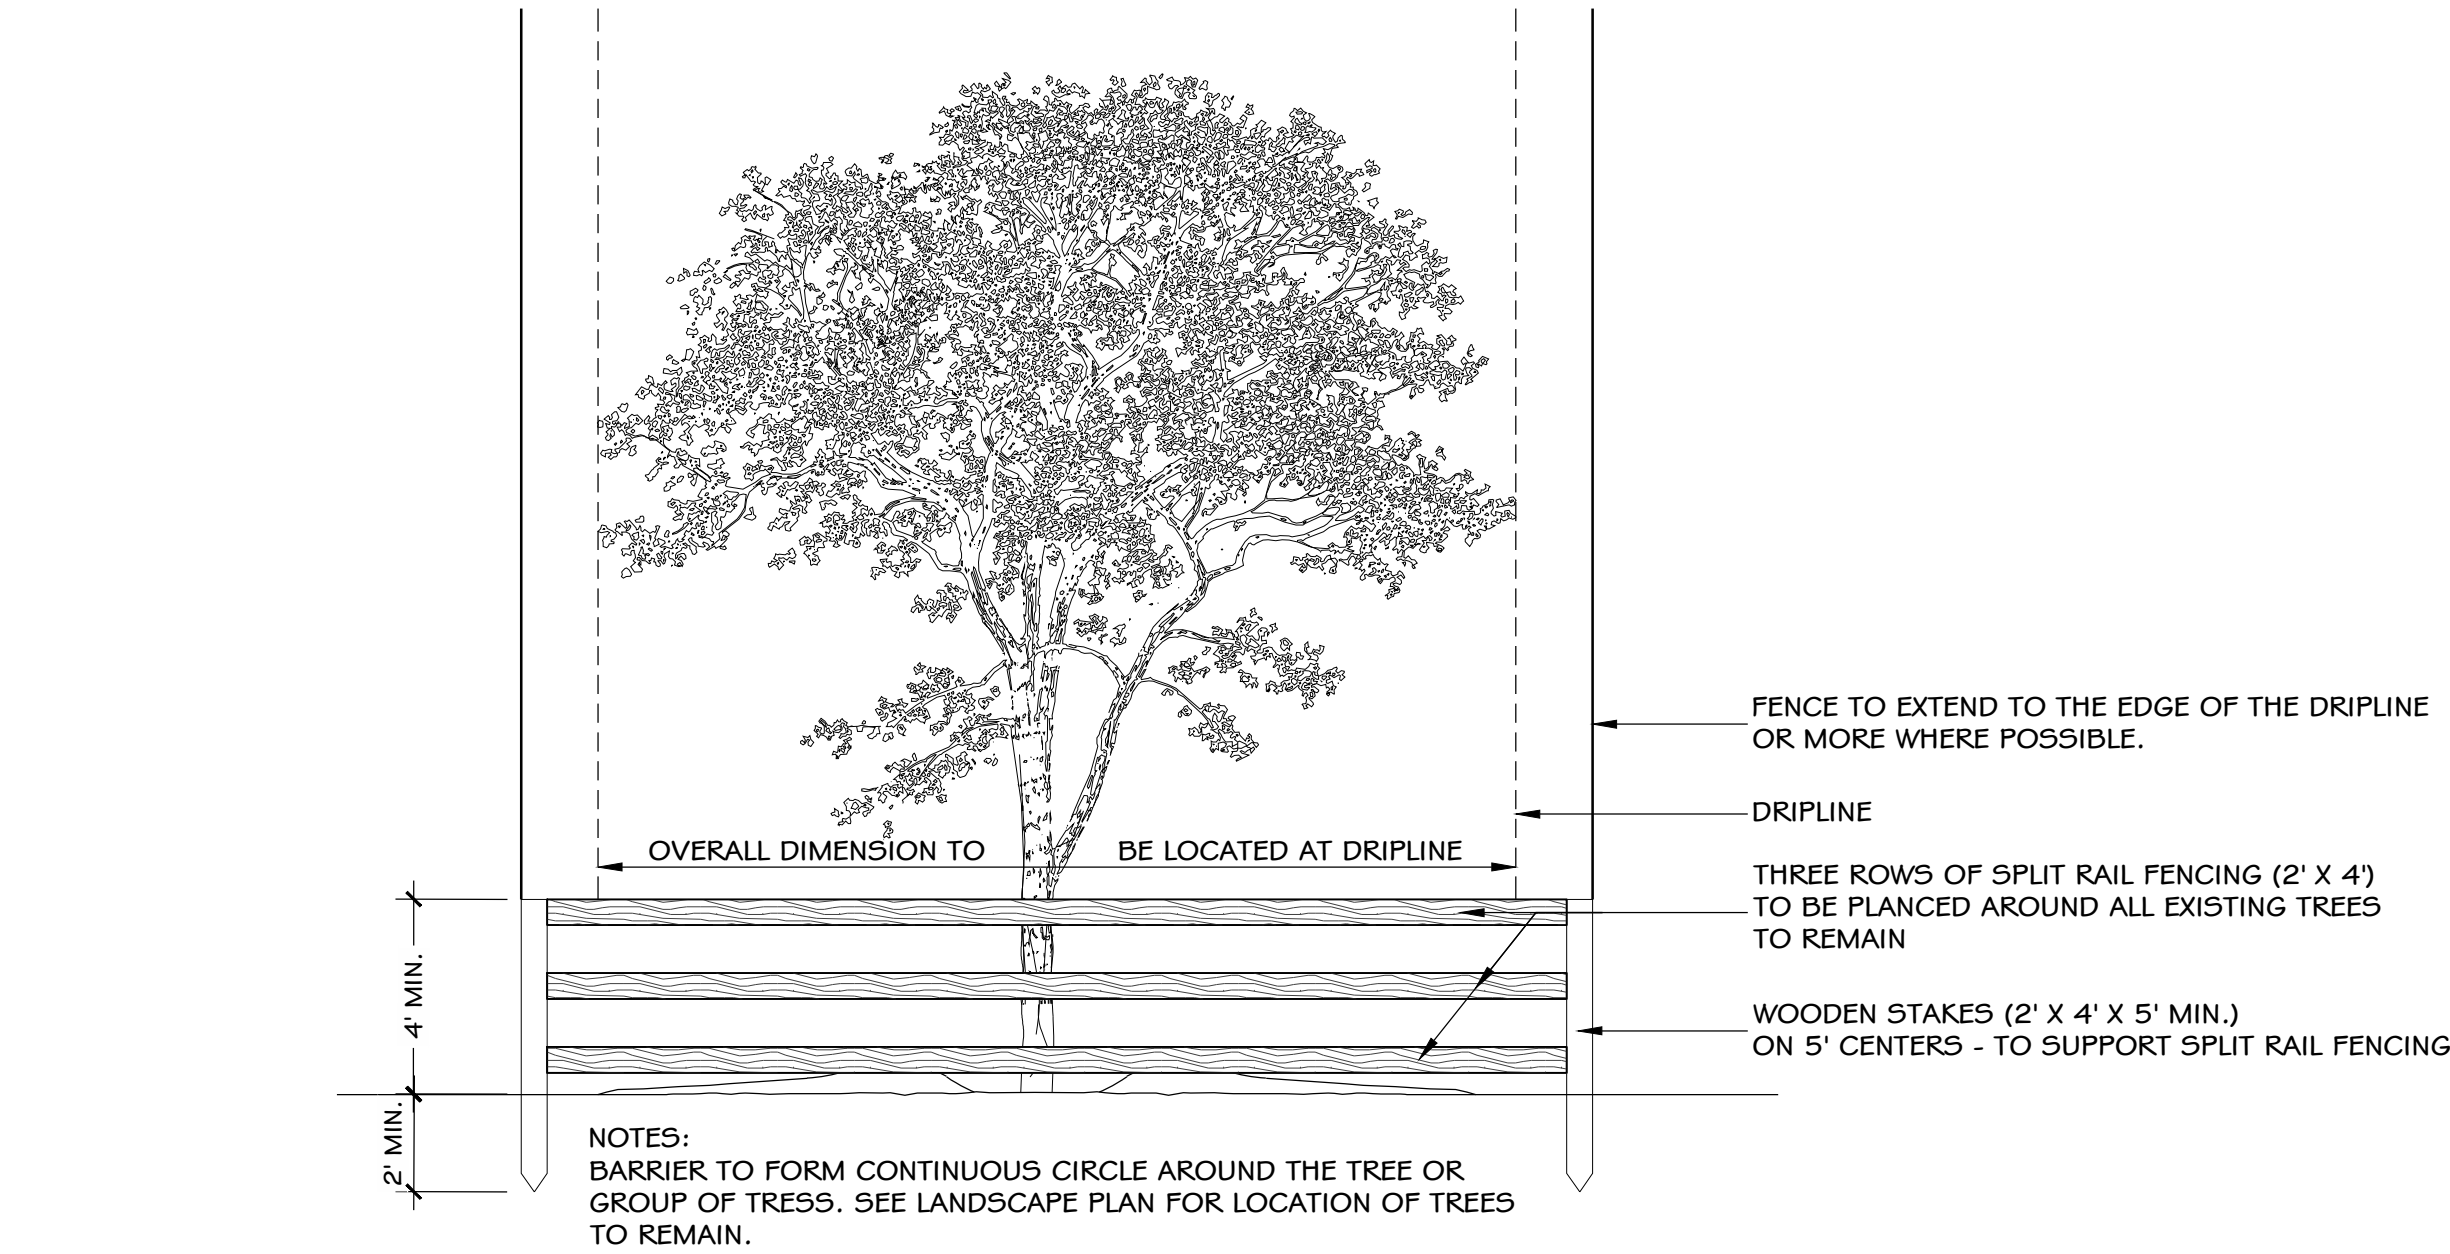 FENCE TO EXTEND TO THE EDGE OF THE DRIPLINE
OR MORE WHERE POSSIBLE.
DRIPLINE
OVERALL DIMENSION TO BE LOCATED AT DRIPLINE
THREE ROWS OF SPLIT RAIL FENCING (2' X 4')
TO BE PLANCED AROUND ALL EXISTING TREES
TO REMAIN
4' MIN.
WOODEN STAKES (2' X 4' X 5' MIN.)
ON 5' CENTERS - TO SUPPORT SPLIT RAIL FENCING
2' MIN.
NOTES:
BARRIER TO FORM CONTINUOUS CIRCLE AROUND THE TREE OR
GROUP OF TRESS. SEE LANDSCAPE PLAN FOR LOCATION OF TREES
TO REMAIN.